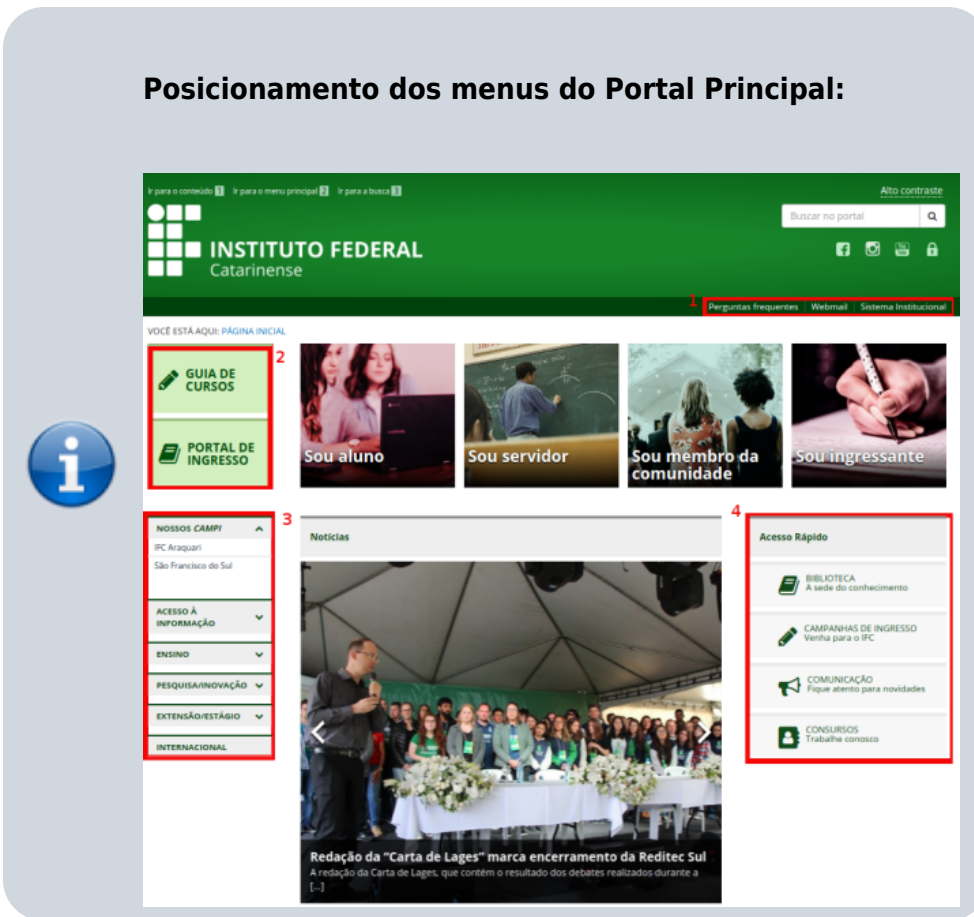 Posicionamento dos menus do Portal Principal:
Ir para o conteúdo 1 Ir para o menu principal 2 Ir para a busca 3
Alto contraste
Buscar no portal
INSTITUTO FEDERAL
Catarinense
1
Perguntas frequentes Webmail Sistema Institucional
VOCÊ ESTÁ AQUI: PÁGINA INICIAL
2
GUIA DE
CURSOS
PORTAL DE
INGRESSO
Sou aluno
Sou servidor
Sou membro da
comunidade
Sou ingressante
3
NOSSOS CAMPI
IFC Araquari
São Francisco do Sul
ACESSO À
INFORMAÇÃO
ENSINO
PESQUISA/INOVAÇÃO
EXTENSÃO/ESTÁGIO
INTERNACIONAL
Notícias
Redação da “Carta de Lages” marca encerramento da Reditec Sul
A redação da Carta de Lages, que contém o resultado dos debates realizados durante a
[...]
4
Acesso Rápido
BIBLIOTECA
A sede do conhecimento
CAMPANHAS DE INGRESSO
Venha para o IFC
COMUNICAÇÃO
Fique atento para novidades
CONSURSOS
Trabalhe conosco